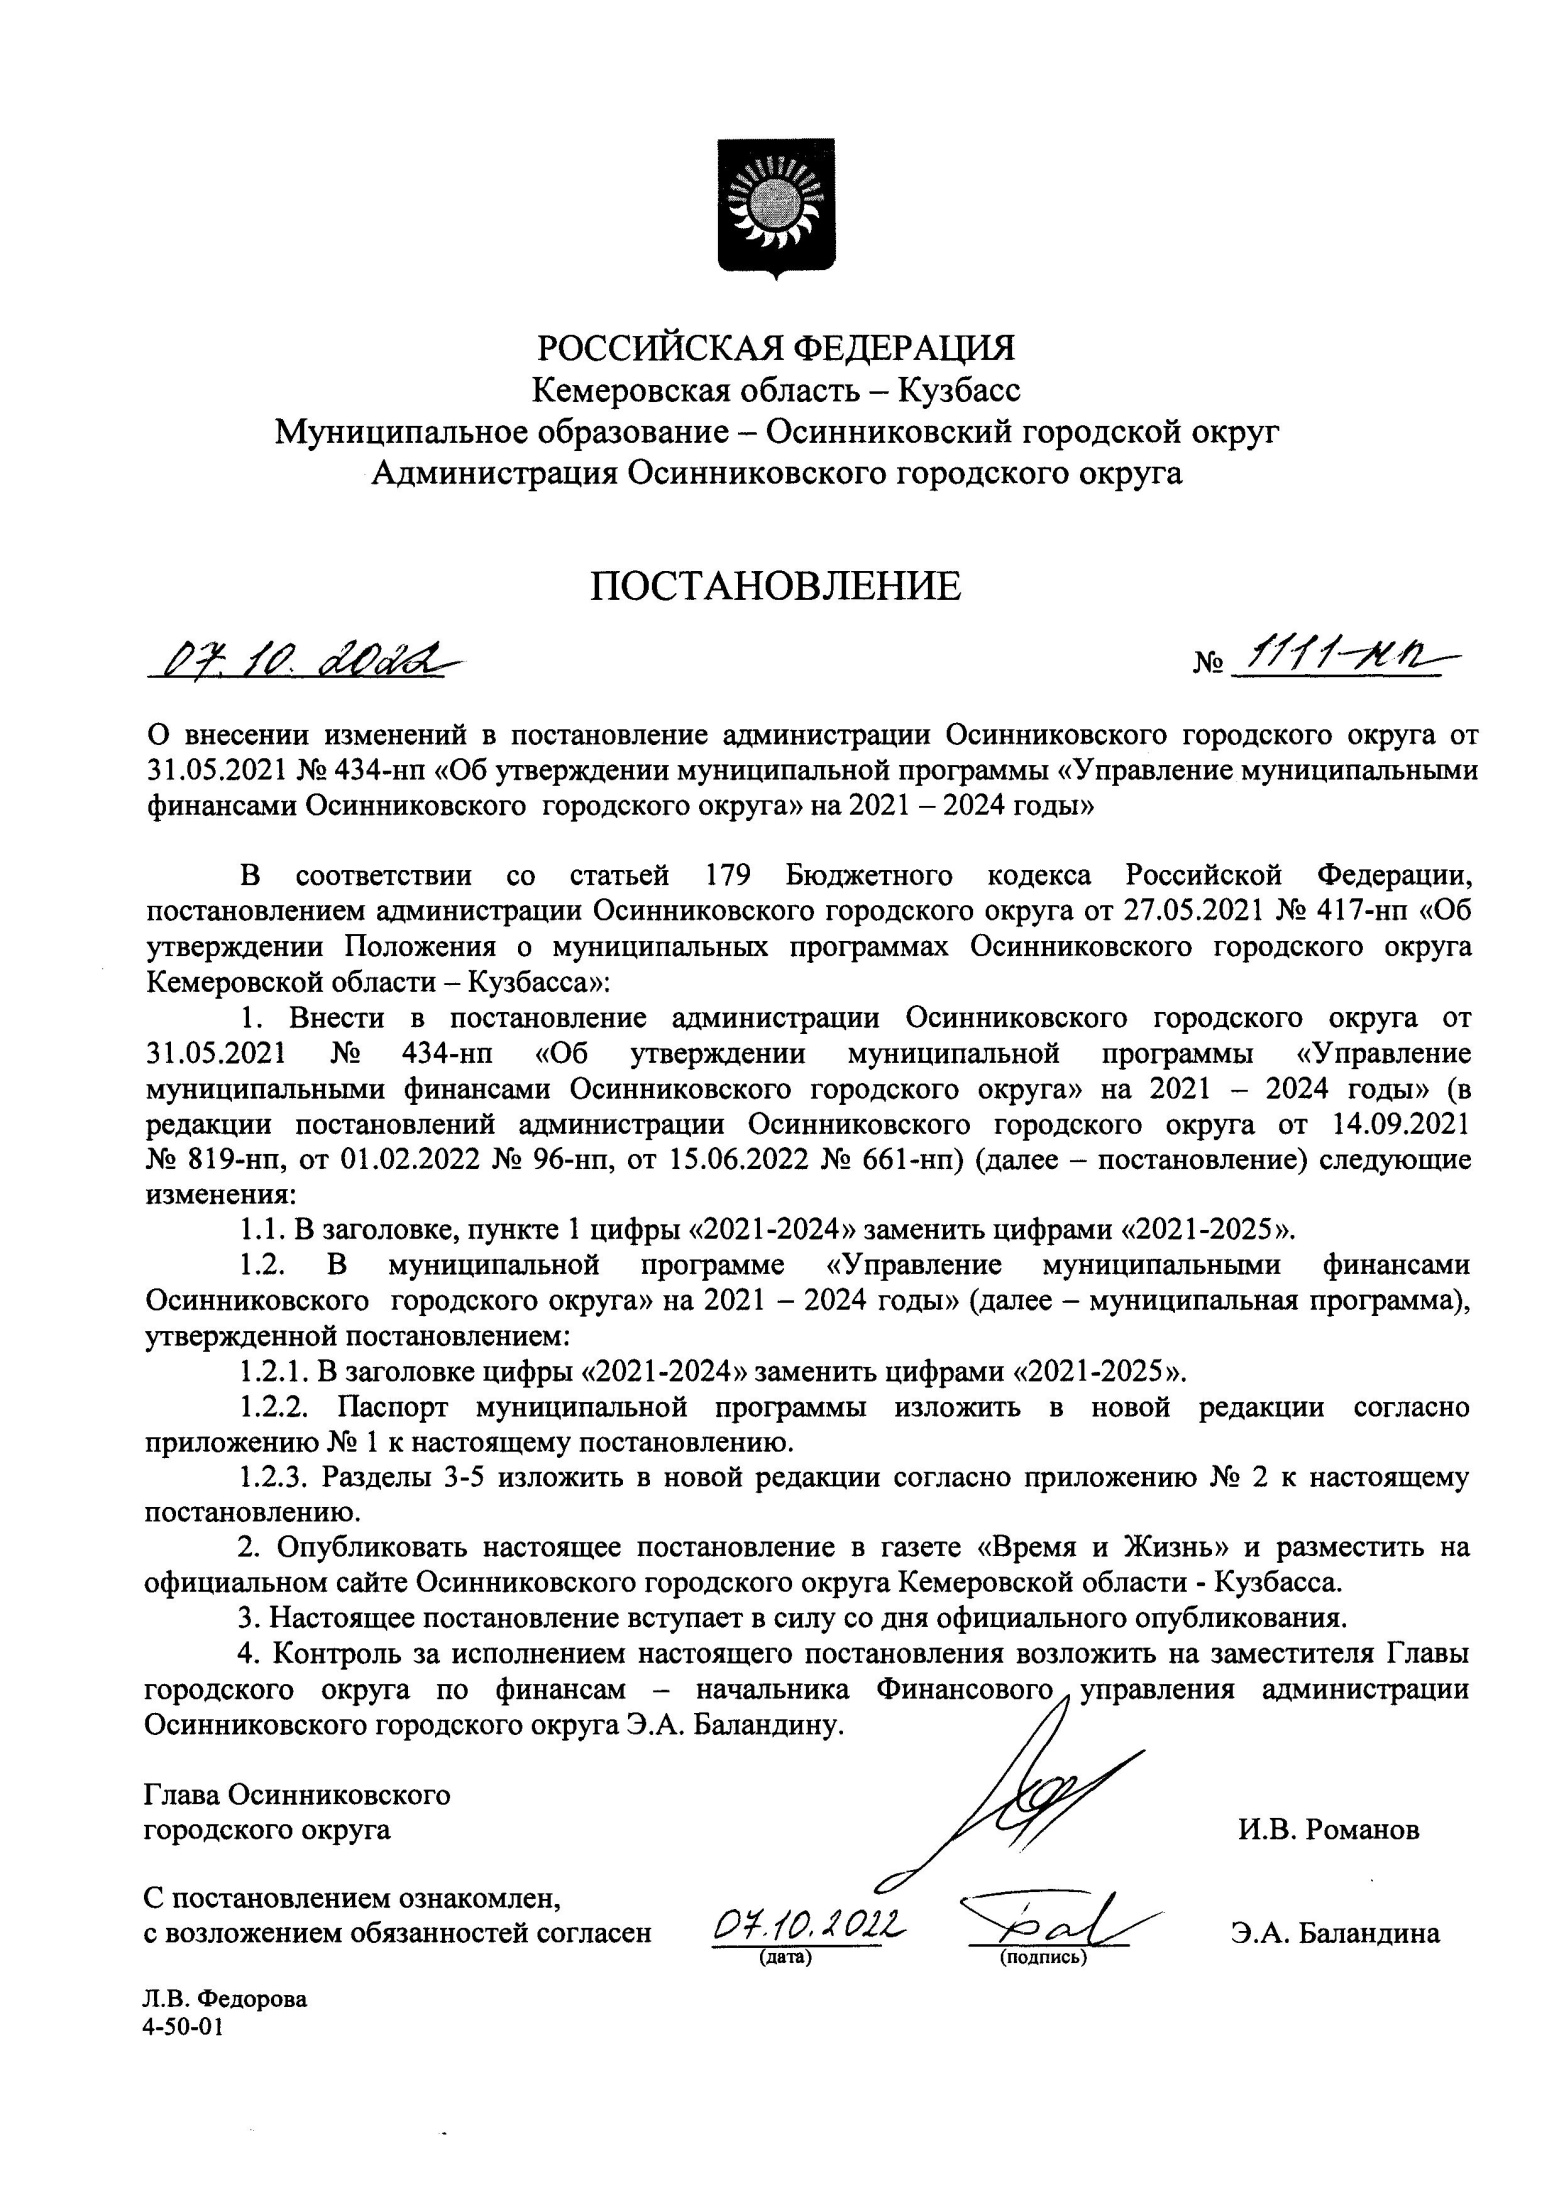 РОССИЙСКАЯ ФЕДЕРАЦИЯ
Кемеровская область – Кузбасс
Муниципальное образование – Осинниковский городской округ
Администрация Осинниковского городского округа
ПОСТАНОВЛЕНИЕ
07.10.2022 № 1111-нп
О внесении изменений в постановление администрации Осинниковского городского округа от
31.05.2021 № 434-нп «Об утверждении муниципальной программы «Управление муниципальными
финансами Осинниковского городского округа» на 2021 – 2024 годы»
В соответствии со статьей 179 Бюджетного кодекса Российской Федерации,
постановлением администрации Осинниковского городского округа от 27.05.2021 № 417-нп «Об
утверждении Положения о муниципальных программах Осинниковского городского округа
Кемеровской области – Кузбасса»:
1. Внести в постановление администрации Осинниковского городского округа от
31.05.2021 № 434-нп «Об утверждении муниципальной программы «Управление
муниципальными финансами Осинниковского городского округа» на 2021 – 2024 годы» (в
редакции постановлений администрации Осинниковского городского округа от 14.09.2021
№ 819-нп, от 01.02.2022 № 96-нп, от 15.06.2022 № 661-нп) (далее – постановление) следующие
изменения:
1.1. В заголовке, пункте 1 цифры «2021-2024» заменить цифрами «2021-2025».
1.2. В муниципальной программе «Управление муниципальными финансами
Осинниковского городского округа» на 2021 – 2024 годы» (далее – муниципальная программа),
утвержденной постановлением:
1.2.1. В заголовке цифры «2021-2024» заменить цифрами «2021-2025».
1.2.2. Паспорт муниципальной программы изложить в новой редакции согласно
приложению № 1 к настоящему постановлению.
1.2.3. Разделы 3-5 изложить в новой редакции согласно приложению № 2 к настоящему
постановлению.
2. Опубликовать настоящее постановление в газете «Время и Жизнь» и разместить на
официальном сайте Осинниковского городского округа Кемеровской области - Кузбасса.
3. Настоящее постановление вступает в силу со дня официального опубликования.
4. Контроль за исполнением настоящего постановления возложить на заместителя Главы
городского округа по финансам – начальника Финансового управления администрации
Осинниковского городского округа Э.А. Баландину.
Глава Осинниковского
городского округа И.В. Романов
С постановлением ознакомлен,
с возложением обязанностей согласен 07.10.2022 Э.А. Баландина
(дата) (подпись)
Л.В. Федорова
4-50-01